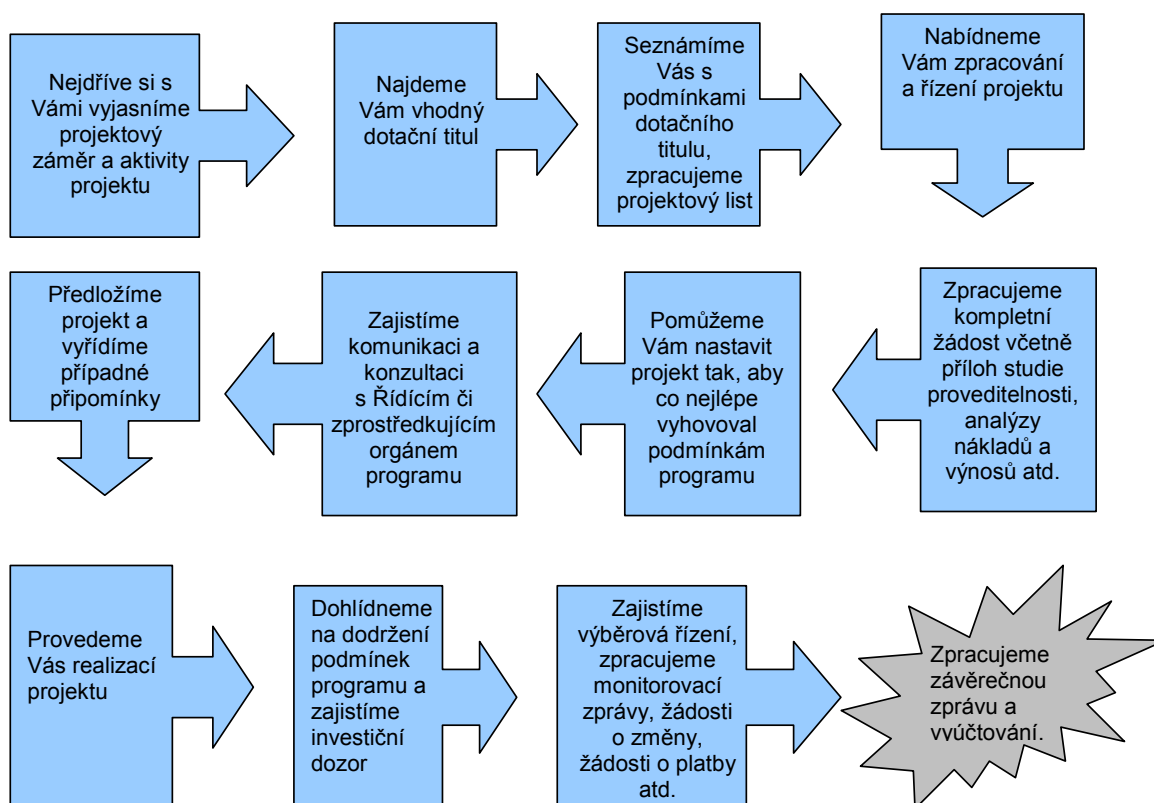 Nejdříve si s
Vámi vyjasníme
projektový
záměr a aktivity
projektu
Najdeme
Vám vhodný
dotační titul
Seznámíme
Vás s
podmínkami
dotačního
titulu,
zpracujeme
projektový list
Nabídneme
Vám zpracování
a řízení projektu
Zpracujeme
kompletní
žádost včetně
příloh studie
proveditelnosti,
analýzy
nákladů a
výnosů atd.
Pomůžeme
Vám nastavit
projekt tak, aby
co nejlépe
vyhovoval
podmínkám
programu
Zajistíme
komunikaci a
konzultaci
s Řídícím či
zprostředkujícím
orgánem
programu
Předložíme
projekt a
vyřídíme
případné
připomínky
Provedeme
Vás realizací
projektu
Dohlídneme
na dodržení
podmínek
programu a
zajistíme
investiční
dozor
Zajistíme
výběrová řízení,
zpracujeme
monitorovací
zprávy, žádosti
o změny,
žádosti o platby
atd.
Zpracujeme
závěrečnou
zprávu a
vyúčtování.